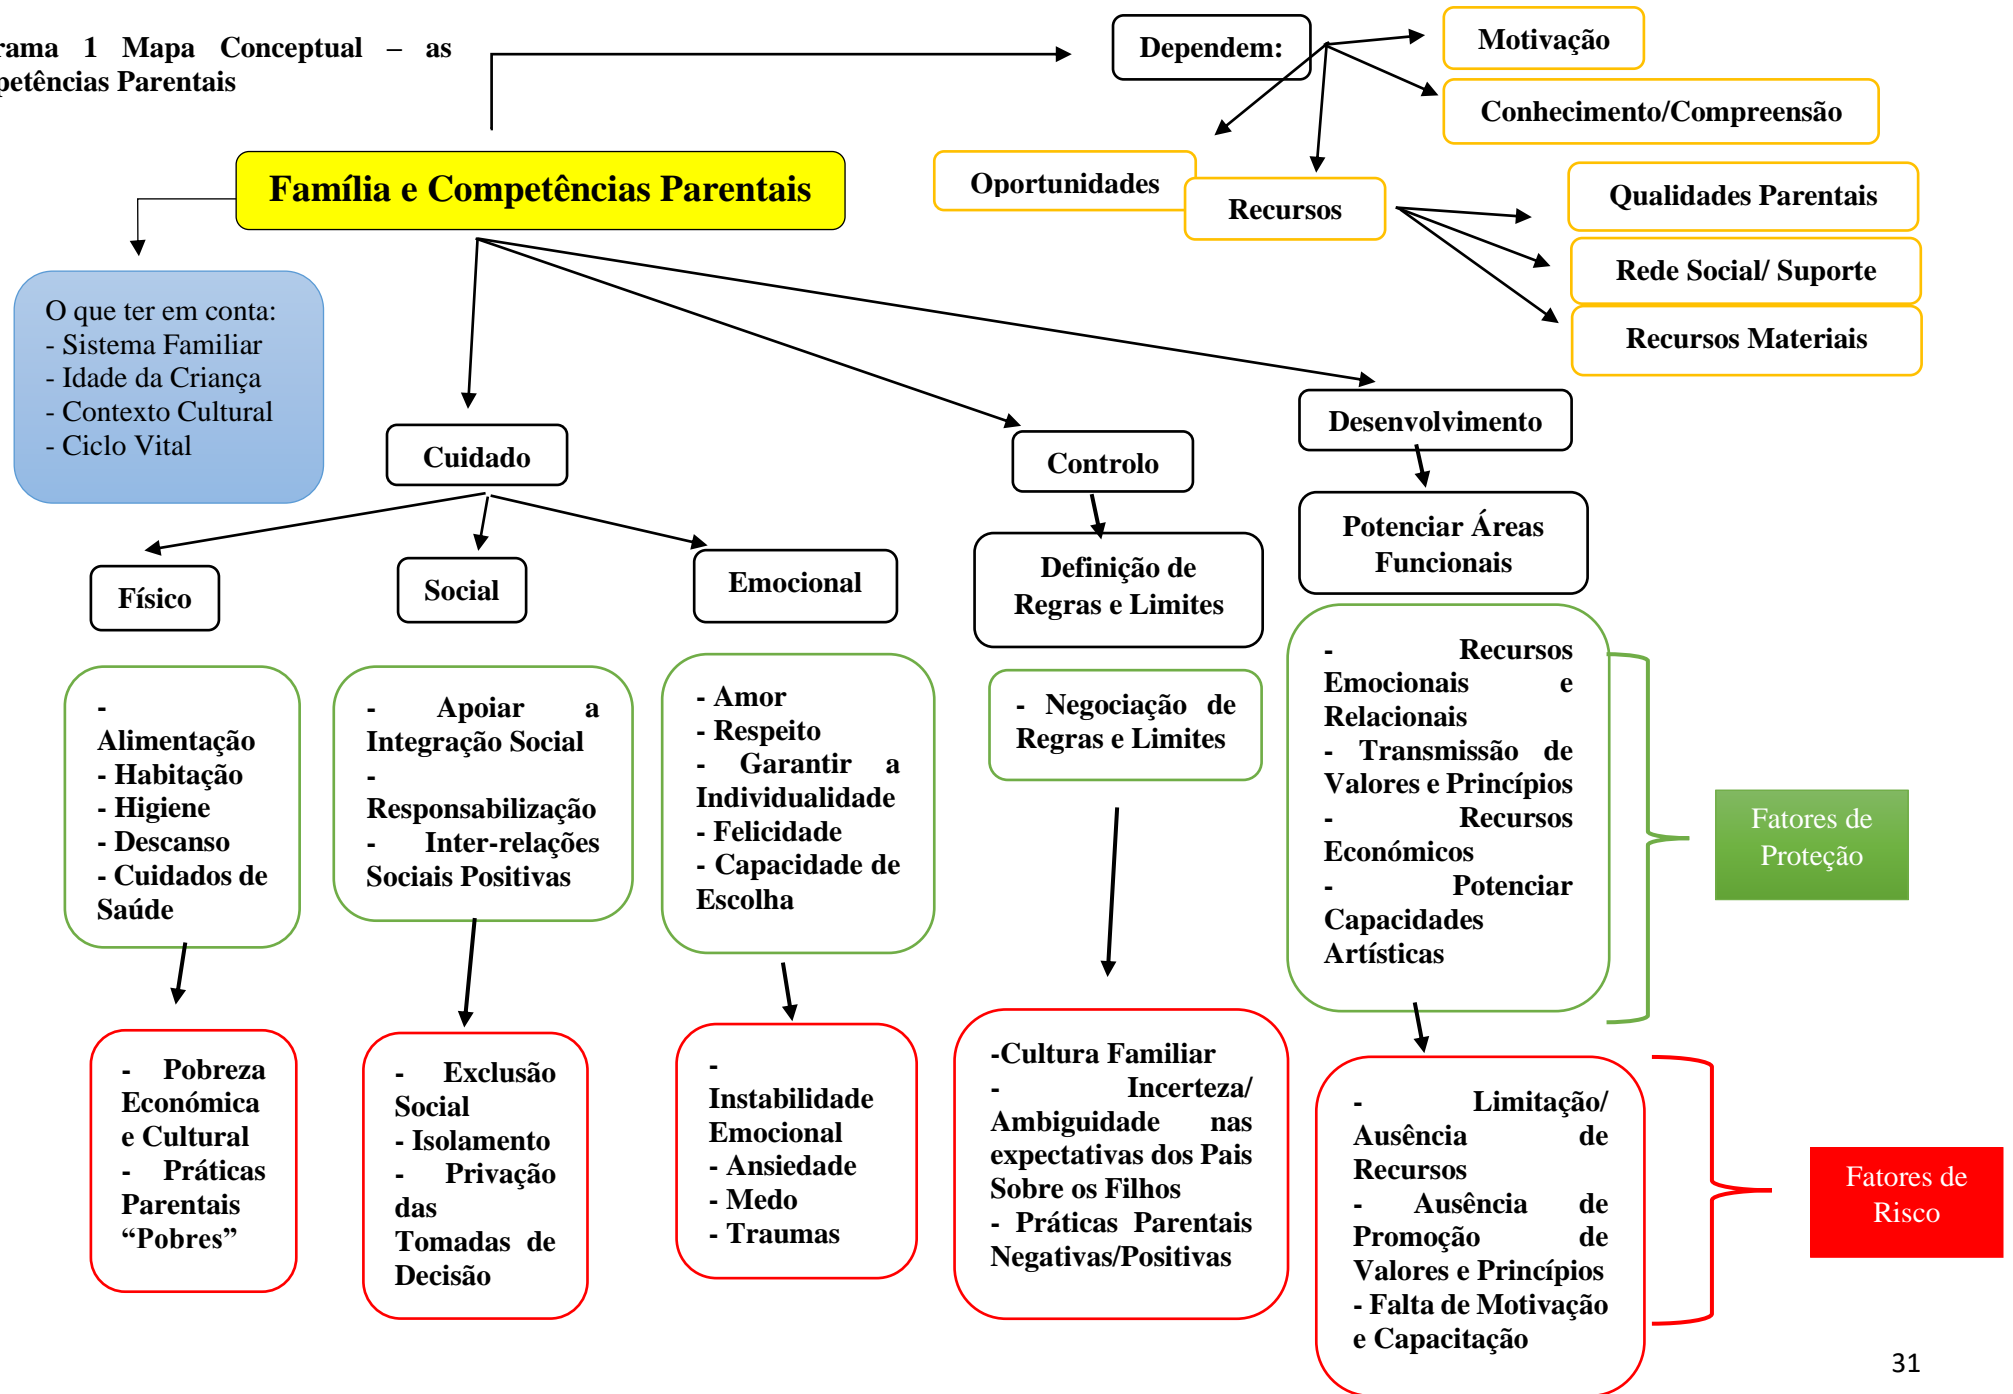 rama 1 Mapa Conceptual – as
petências Parentais
Dependem:
Motivação
Conhecimento/Compreensão
Oportunidades
Recursos
Qualidades Parentais
Rede Social/ Suporte
Recursos Materiais
Família e Competências Parentais
O que ter em conta:
- Sistema Familiar
- Idade da Criança
- Contexto Cultural
- Ciclo Vital
Cuidado
Controlo
Desenvolvimento
Físico
Social
Emocional
Definição de
Regras e Limites
Potenciar Áreas
Funcionais
-
Alimentação
- Habitação
- Higiene
- Descanso
- Cuidados de
Saúde
- Apoiar a
Integração Social
-
Responsabilização
- Inter-relações
Sociais Positivas
- Amor
- Respeito
- Garantir a
Individualidade
- Felicidade
- Capacidade de
Escolha
- Negociação de
Regras e Limites
- Recursos
Emocionais e
Relacionais
- Transmissão de
Valores e Princípios
- Recursos
Económicos
- Potenciar
Capacidades
Artísticas
Fatores de
Proteção
- Pobreza
Económica
e Cultural
- Práticas
Parentais
“Pobres”
- Exclusão
Social
- Isolamento
- Privação
das
Tomadas de
Decisão
-
Instabilidade
Emocional
- Ansiedade
- Medo
- Traumas
-Cultura Familiar
- Incerteza/
Ambiguidade nas
expectativas dos Pais
Sobre os Filhos
- Práticas Parentais
Negativas/Positivas
- Limitação/
Ausência de
Recursos
- Ausência de
Promoção de
Valores e Princípios
- Falta de Motivação
e Capacitação
Fatores de
Risco
31